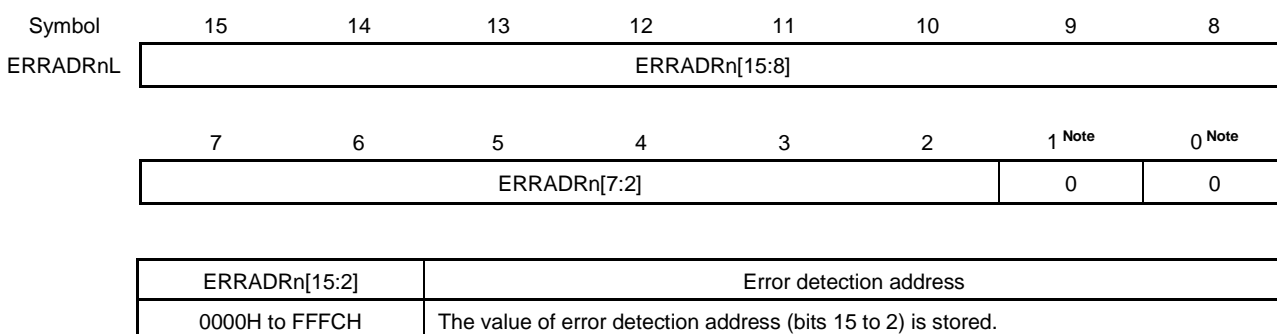 Symbol 15 14 13 12 11 10 9 8
ERRADRnL ERRADRn[15:8]
7 6 5 4 3 2 1 Note 0 Note
ERRADRn[7:2] 0 0
ERRADRn[15:2] Error detection address
0000H to FFFCH The value of error detection address (bits 15 to 2) is stored.